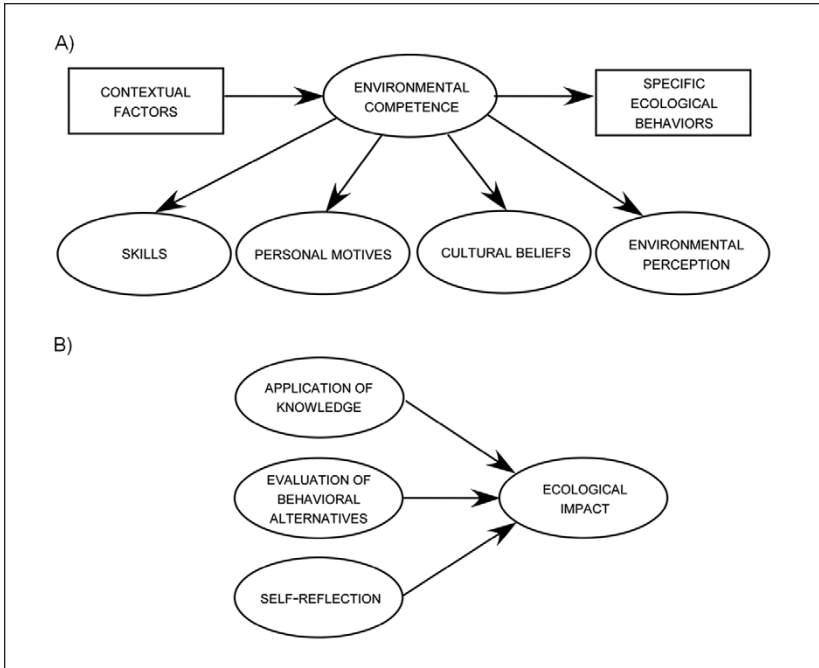 A)
CONTEXTUAL
FACTORS
ENVIRONMENTAL
COMPETENCE
SPECIFIC
ECOLOGICAL
BEHAVIORS
SKILLS
PERSONAL MOTIVES
CULTURAL BELIEFS
ENVIRONMENTAL
PERCEPTION
B)
APPLICATION OF
KNOWLEDGE
EVALUATION OF
BEHAVIORAL
ALTERNATIVES
ECOLOGICAL
IMPACT
SELF-REFLECTION